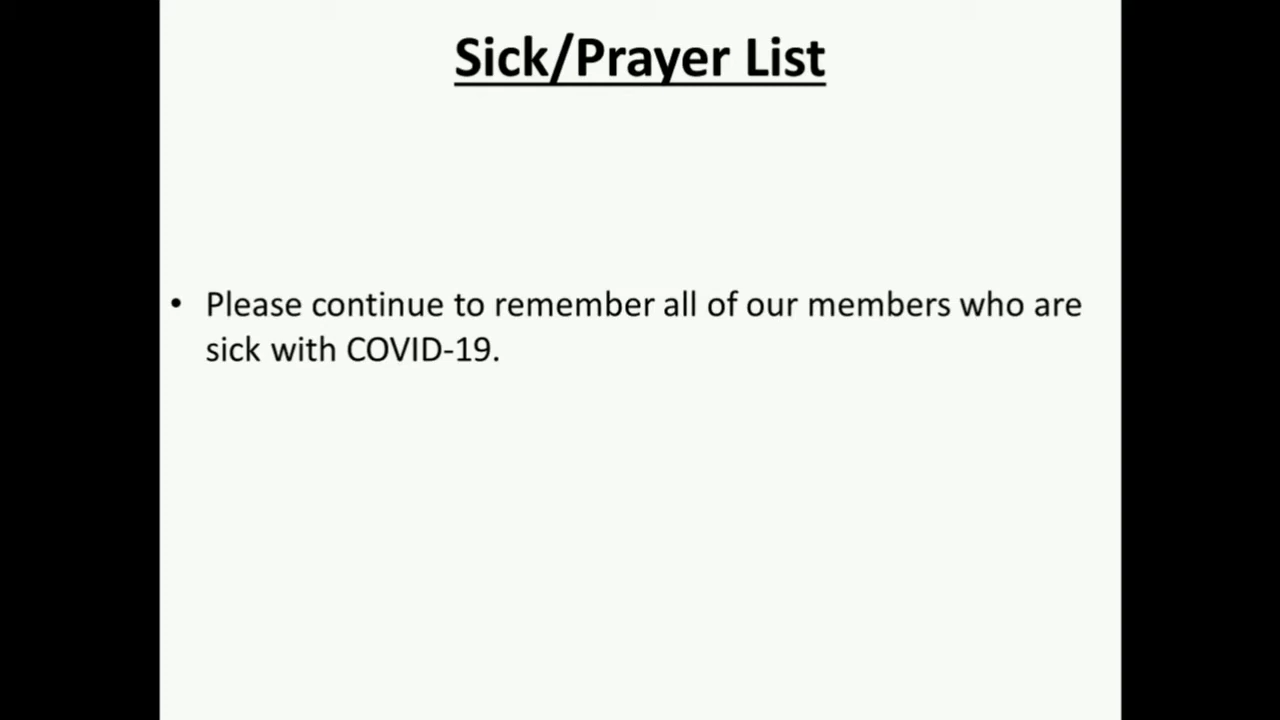 Sick/Prayer List
• Please continue to remember all of our members who are
sick with COVID-19.